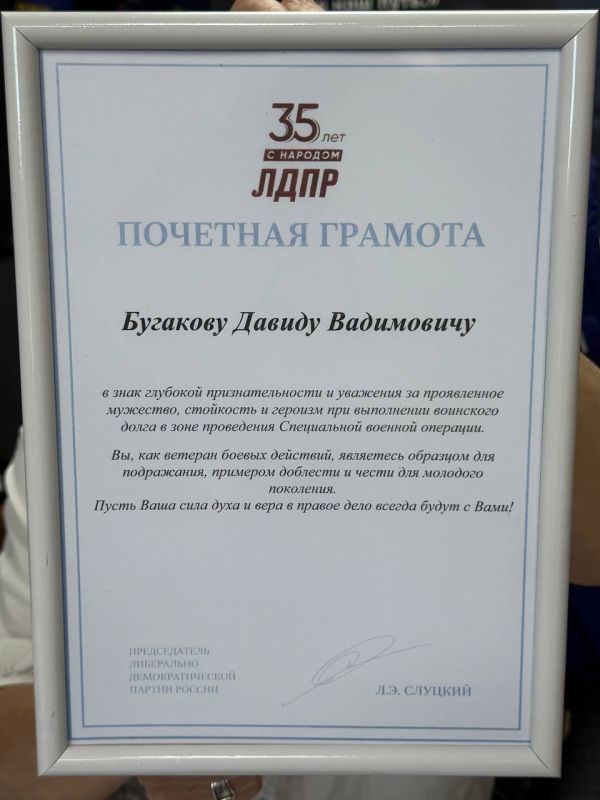 35 лет
С НАРОДОМ
ЛДПР
ПОЧЕТНАЯ ГРАМОТА
Бугакову Давиду Вадимовичу
в знак глубокой признательности и уважения за проявленное
мужество, стойкость и героизм при выполнении воинского
долга в зоне проведения Специальной военной операции.
Вы, как ветеран боевых действий, являетесь образцом для
подражания, примером доблести и чести для молодого
поколения.
Пусть Ваша сила духа и вера в правое дело всегда будут с Вами!
ПРЕДСЕДАТЕЛЬ
ЛИБЕРАЛЬНО-
ДЕМОКРАТИЧЕСКОЙ
ПАРТИИ РОССИИ
Л.Э. СЛУЦКИЙ